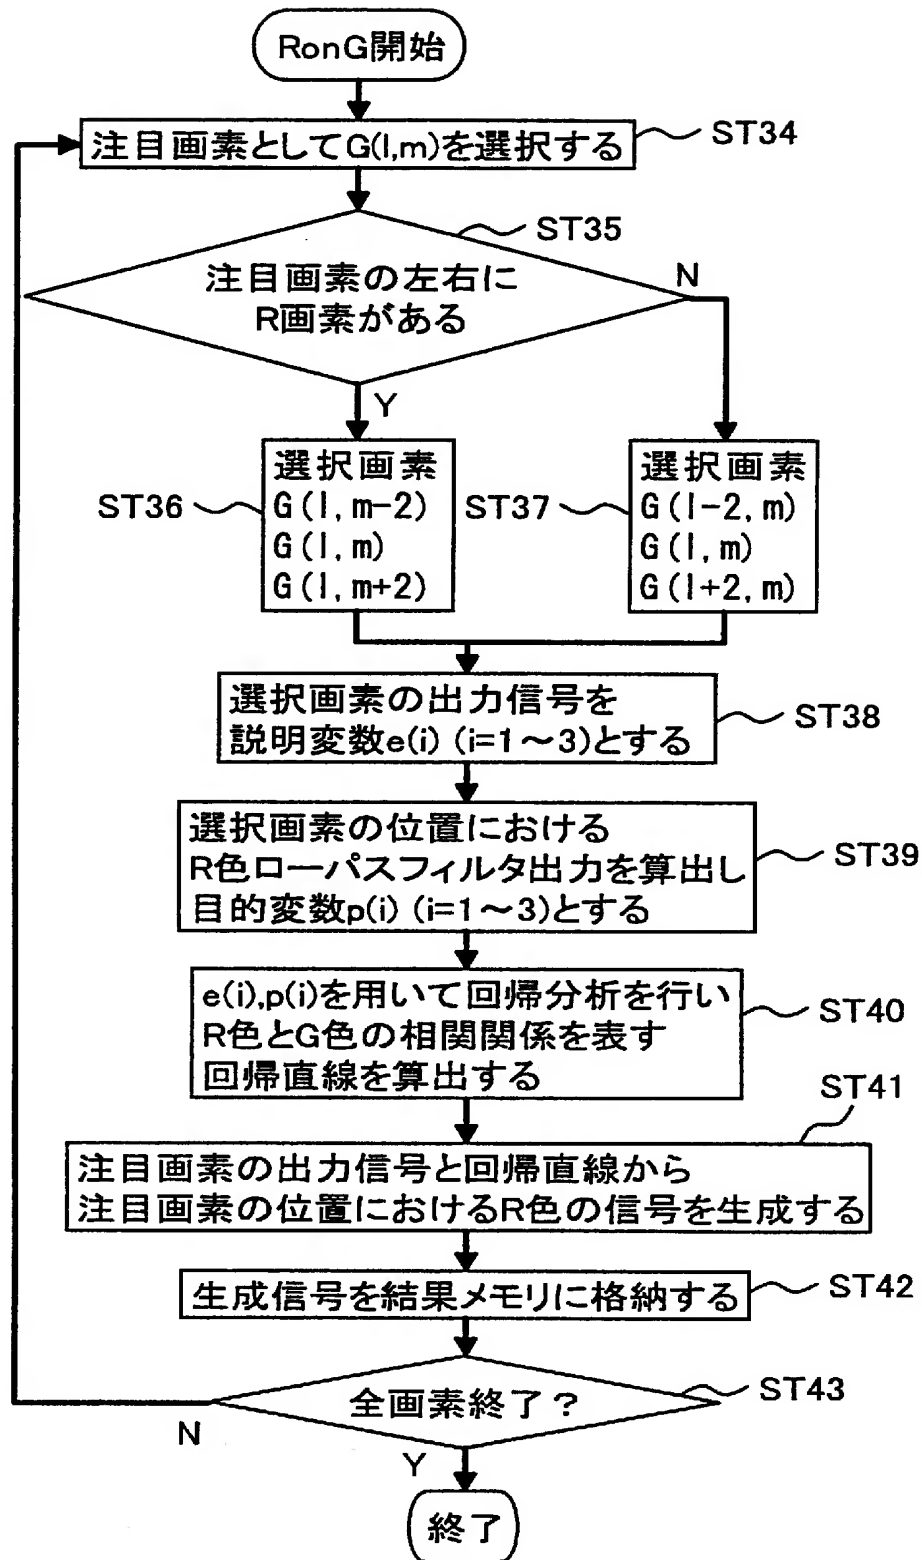 RonG開始
注目画素としてG(l,m)を選択する
ST34
ST35
注目画素の左右に
R画素がある
N
Y
ST36
選択画素
G(l,m-2)
G(l,m)
G(l,m+2)
ST37
選択画素
G(l-2,m)
G(l,m)
G(l+2,m)
選択画素の出力信号を
説明変数e(i) (i=1~3)とする
ST38
選択画素の位置における
R色ローパスフィルタ出力を算出し
目的変数p(i) (i=1~3)とする
ST39
e(i),p(i)を用いて回帰分析を行い
R色とG色の相関関係を表す
回帰直線を算出する
ST40
ST41
注目画素の出力信号と回帰直線から
注目画素の位置におけるR色の信号を生成する
生成信号を結果メモリに格納する
ST42
全画素終了?
ST43
N
Y
終了